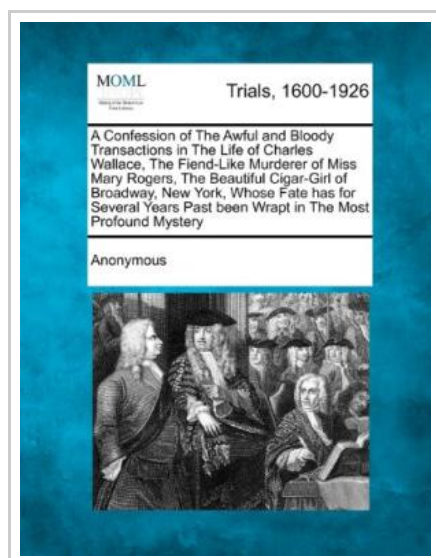 MOML
Trials, 1600-1926
A Confession of The Awful and Bloody
Transactions in The Life of Charles
Wallace, The Fiend-Like Murderer of Miss
Mary Rogers, The Beautiful Cigar-Girl of
Broadway, New York, Whose Fate has for
Several Years Past been Wrapt in The Most
Profound Mystery
Anonymous